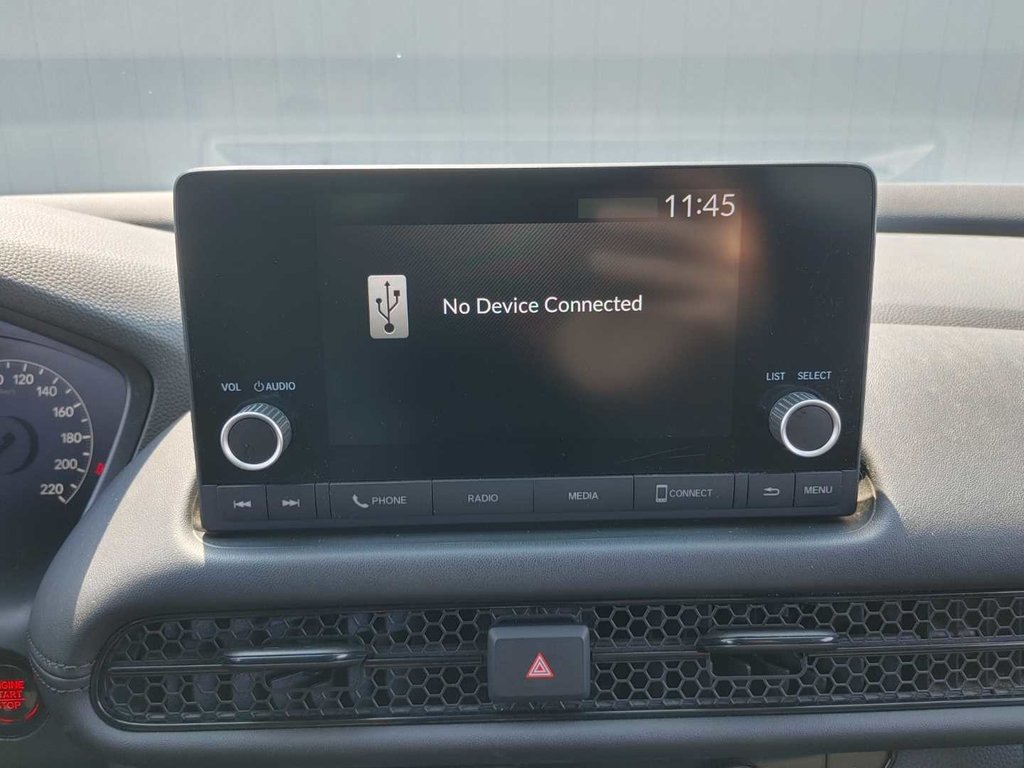 11:45
No Device Connected
VOL AUDIO
LIST SELECT
120
140
160
180
200
220
PHONE
RADIO
MEDIA
CONNECT
MENU
STOP